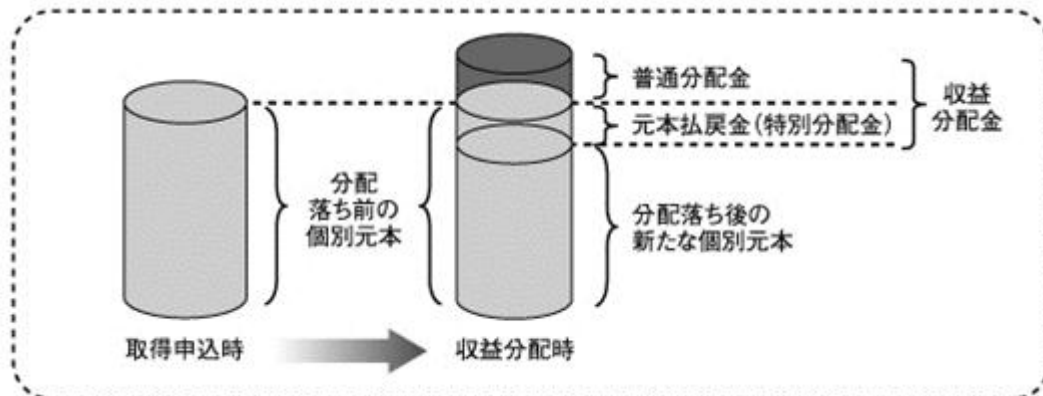 普通分配金
元本払戻金(特別分配金)
収益
分配金
分配
落ち前の
個別元本
分配落ち後の
新たな個別元本
取得申込時
収益分配時